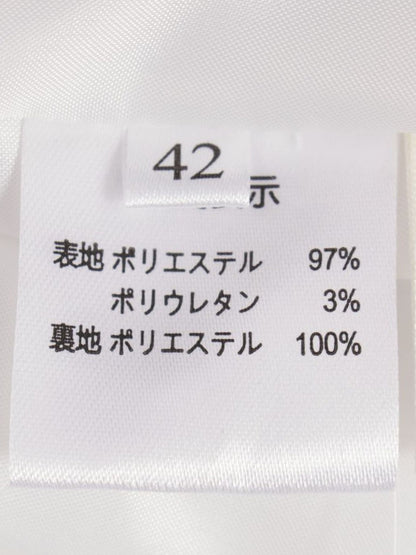 42
示
表地 ポリエステル 97%
ポリウレタン 3%
裏地 ポリエステル 100%